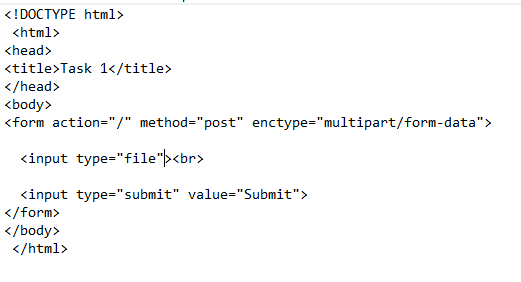 <!DOCTYPE html>
<html>
<head>
<title>Task 1</title>
</head>
<body>
<form action="/" method="post" enctype="multipart/form-data">
<input type="file"><br>
<input type="submit" value="Submit">
</form>
</body>
</html>